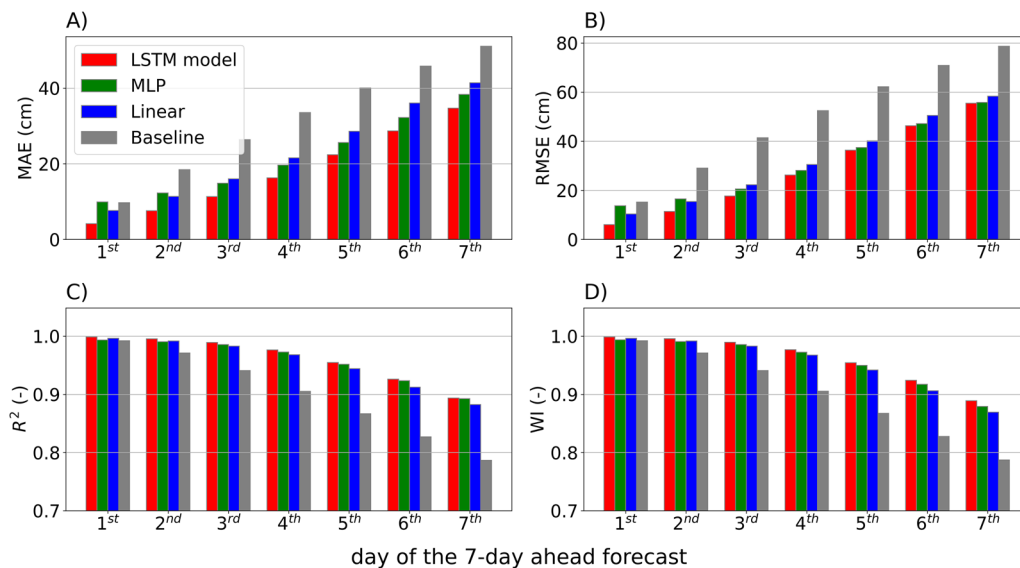 A)
MAE (cm)
40
20
0
LSTM model
MLP
Linear
Baseline
1st 2nd 3rd 4th 5th 6th 7th
B)
RMSE (cm)
80
60
40
20
0
1st 2nd 3rd 4th 5th 6th 7th
C)
R² (-)
1.0
0.9
0.8
0.7
1st 2nd 3rd 4th 5th 6th 7th
D)
WI (-)
1.0
0.9
0.8
0.7
1st 2nd 3rd 4th 5th 6th 7th
day of the 7-day ahead forecast